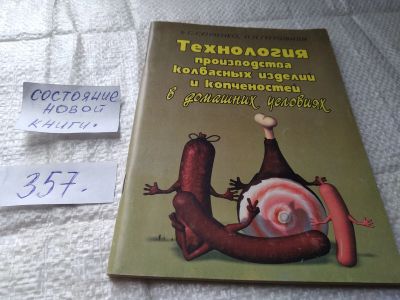 Технология
производства
колбасных изделий
и копченостей
в домашних условиях
состояние
новой
книги.
357.